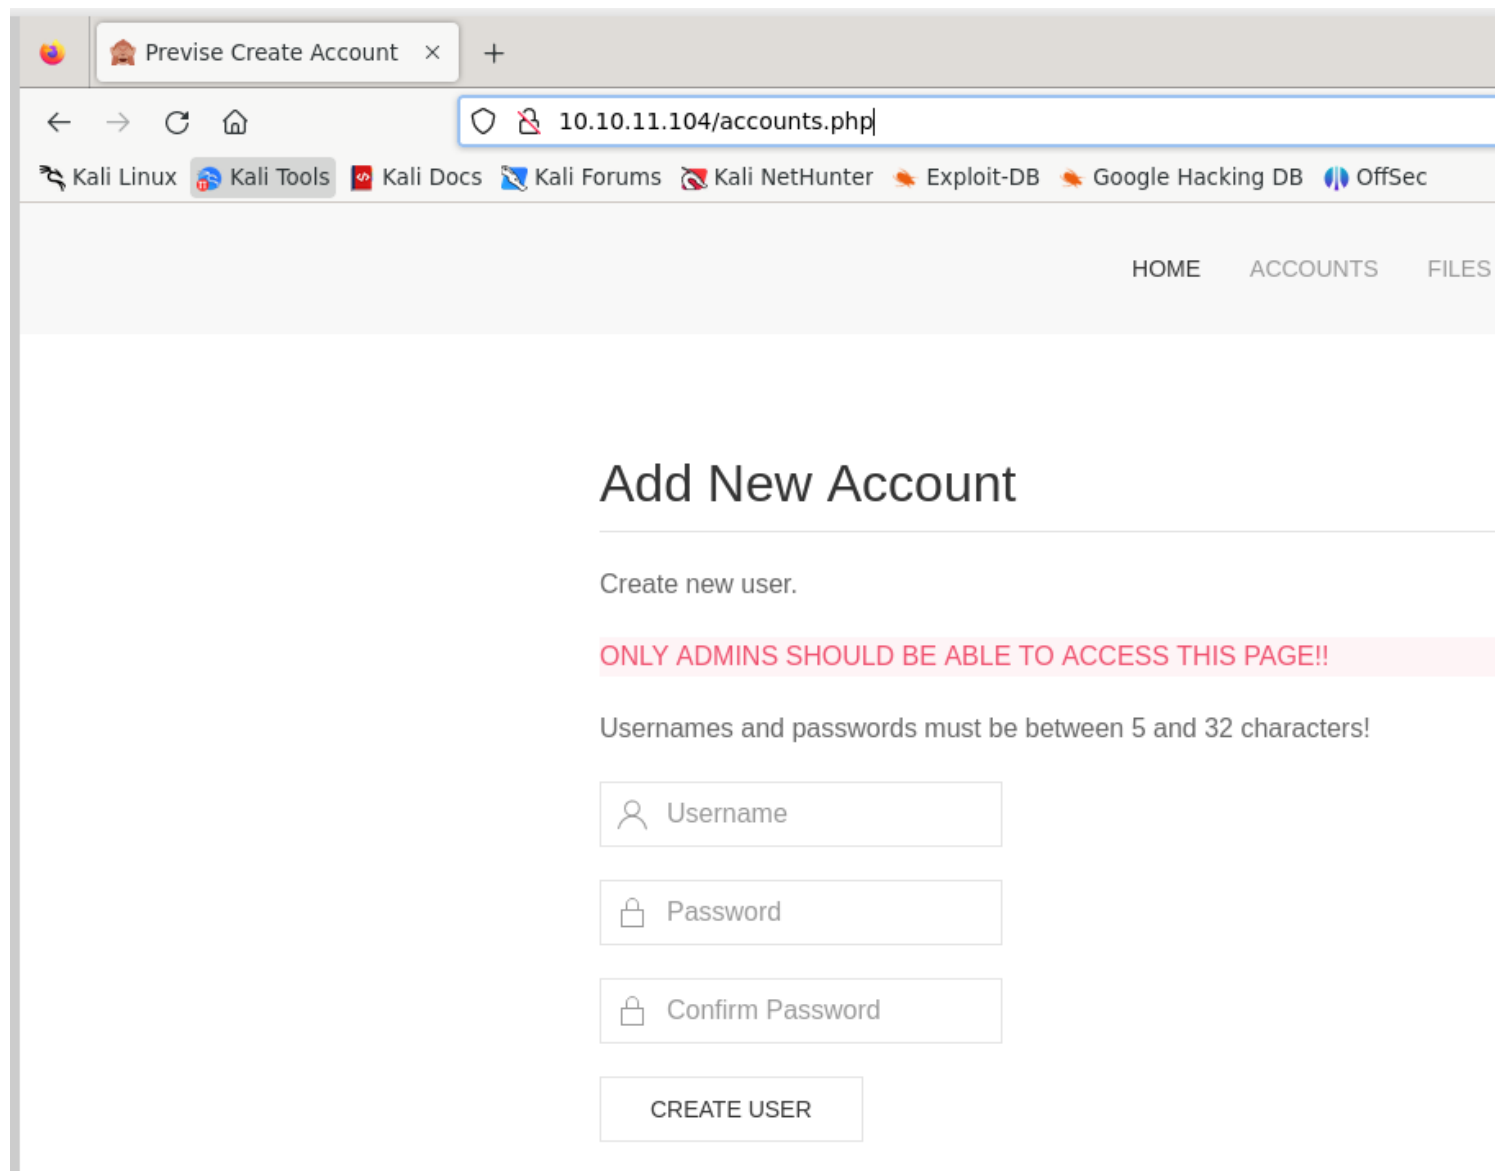 Previse Create Account
10.10.11.104/accounts.php
Kali Linux Kali Tools Kali Docs Kali Forums Kali NetHunter Exploit-DB Google Hacking DB OffSec
HOME ACCOUNTS FILES
Add New Account
Create new user.
ONLY ADMINS SHOULD BE ABLE TO ACCESS THIS PAGE!!
Usernames and passwords must be between 5 and 32 characters!
Username
Password
Confirm Password
CREATE USER